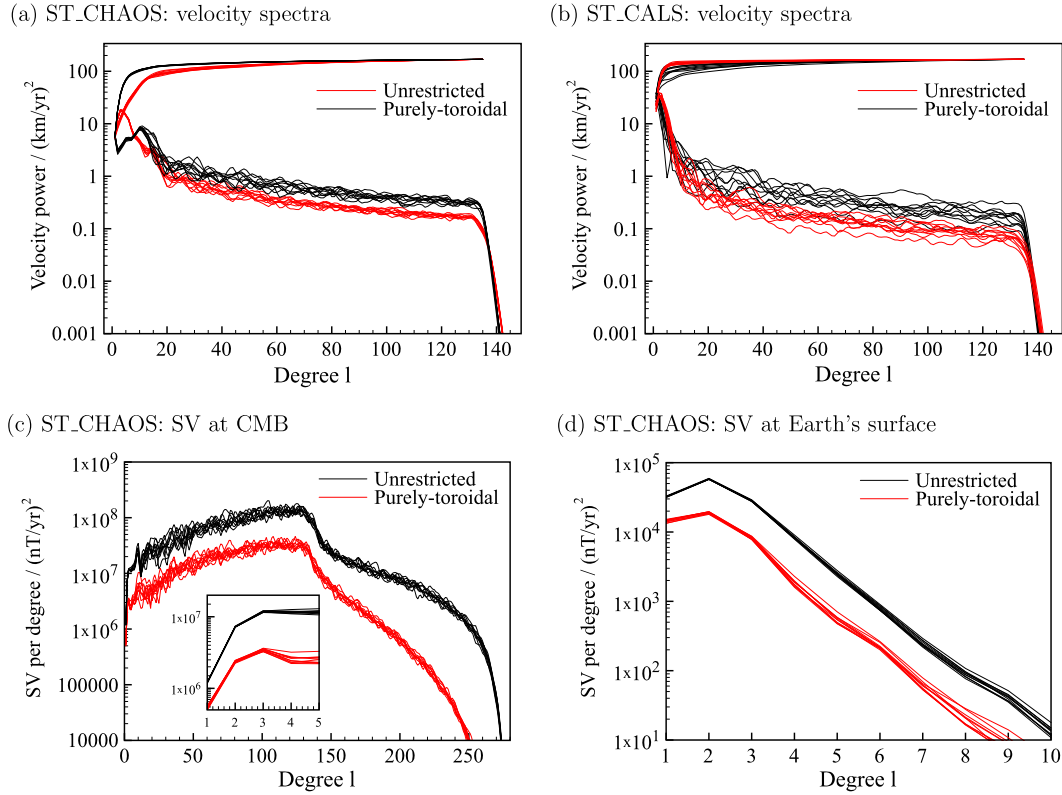 (a) ST_CHAOS: velocity spectra
Velocity power / (km/yr)²
100
10
1
0.1
0.01
0.001
Unrestricted
Purely-toroidal
0 20 40 60 80 100 120 140
Degree l
(b) ST_CALS: velocity spectra
Velocity power / (km/yr)²
100
10
1
0.1
0.01
0.001
Unrestricted
Purely-toroidal
0 20 40 60 80 100 120 140
Degree l
(c) ST_CHAOS: SV at CMB
SV per degree / (nT/yr)²
1x10⁹
1x10⁸
1x10⁷
1x10⁶
100000
10000
Unrestricted
Purely-toroidal
1x10⁷
1x10⁶
1 2 3 4 5
0 50 100 150 200 250
Degree l
(d) ST_CHAOS: SV at Earth's surface
SV per degree / (nT/yr)²
1x10⁵
1x10⁴
1x10³
1x10²
1x10¹
Unrestricted
Purely-toroidal
1 2 3 4 5 6 7 8 9 10
Degree l